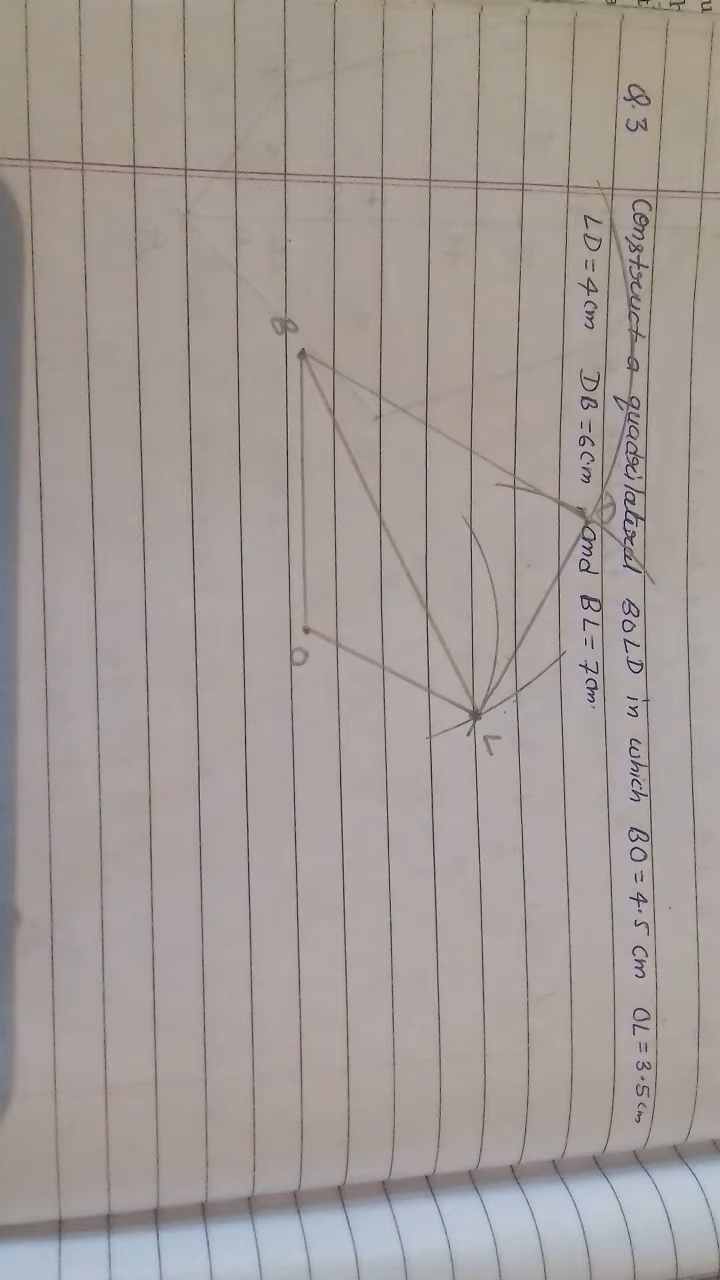 Q.3 Construct a quadrilateral BOLD in which BO = 4.5 cm OL = 3.5 cm
LD = 4 cm DB = 6 cm and BL = 7 cm.
D
L
B
O